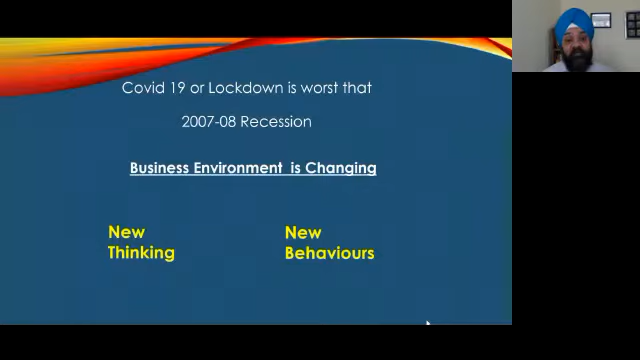 Covid 19 or Lockdown is worst that
2007-08 Recession
Business Environment is Changing
New
Thinking
New
Behaviours